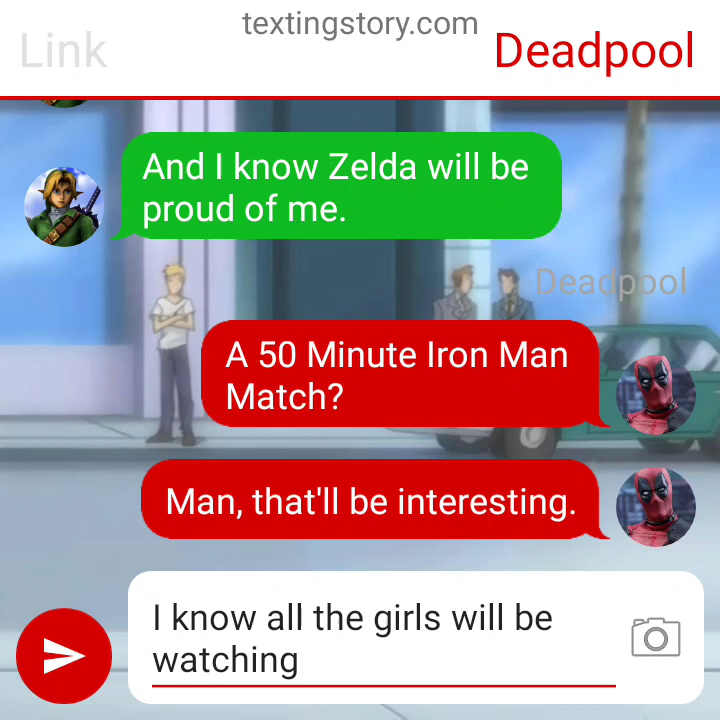 textingstory.com
Link
Deadpool
And I know Zelda will be
proud of me.
Deadpool
A 50 Minute Iron Man
Match?
Man, that'll be interesting.
I know all the girls will be
watching